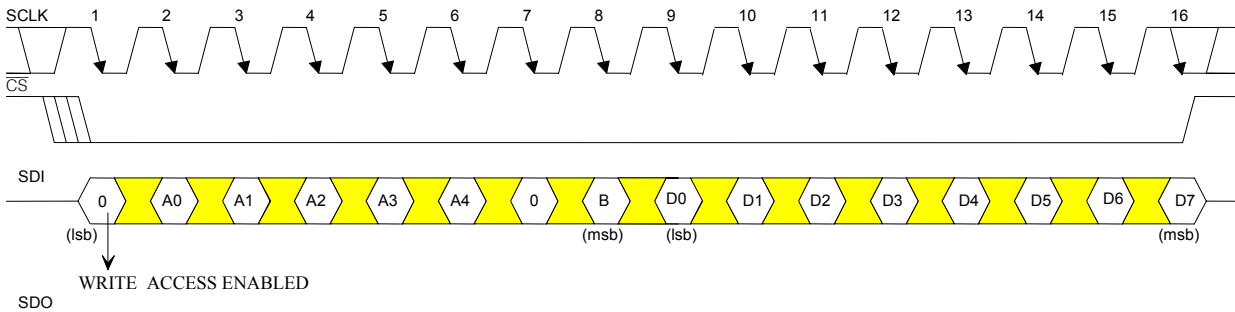 SCLK 1 2 3 4 5 6 7 8 9 10 11 12 13 14 15 16
CS
SDI
0 A0 A1 A2 A3 A4 0 B D0 D1 D2 D3 D4 D5 D6 D7
(lsb) (msb) (lsb) (msb)
WRITE ACCESS ENABLED
SDO